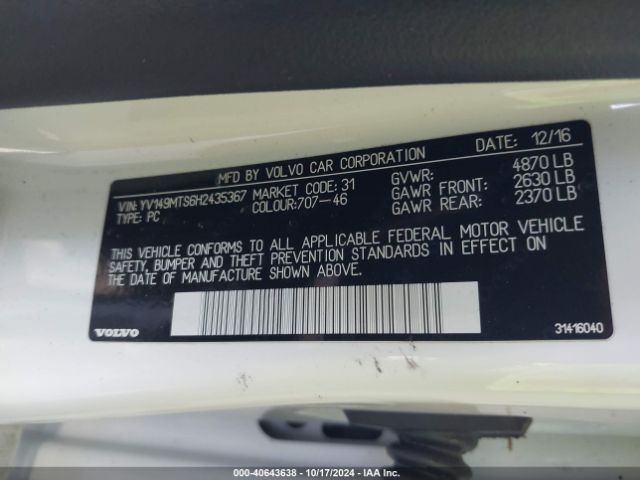 MFD BY VOLVO CAR CORPORATION DATE: 12/16
VIN: YV149MTS6H2435367 MARKET CODE: 31 GVWR: 4870 LB
TYPE: PC COLOUR:707-46 GAWR FRONT: 2630 LB
GAWR REAR: 2370 LB
THIS VEHICLE CONFORMS TO ALL APPLICABLE FEDERAL MOTOR VEHICLE
SAFETY, BUMPER AND THEFT PREVENTION STANDARDS IN EFFECT ON
THE DATE OF MANUFACTURE SHOWN ABOVE.
VOLVO 31416040
000-40643638 - 10/17/2024 - IAA Inc.